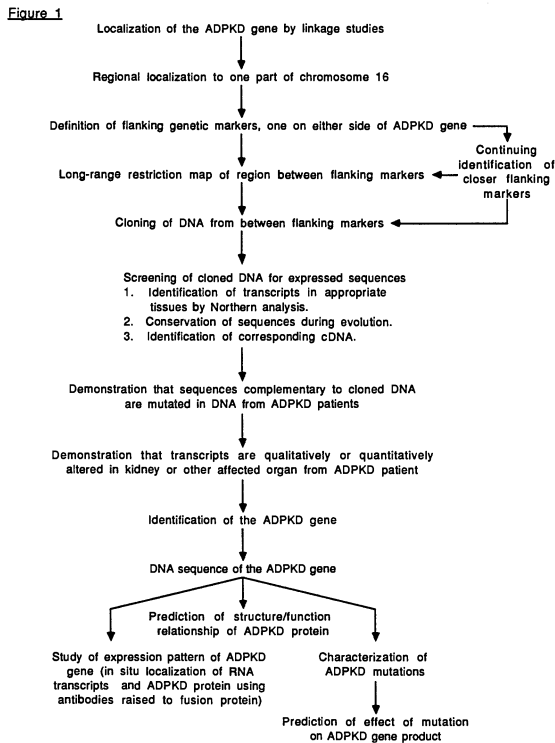 Figure 1
Localization of the ADPKD gene by linkage studies
Regional localization to one part of chromosome 16
Definition of flanking genetic markers, one on either side of ADPKD gene
Continuing
identification of
closer flanking
markers
Long-range restriction map of region between flanking markers
Cloning of DNA from between flanking markers
Screening of cloned DNA for expressed sequences
1. Identification of transcripts in appropriate
tissues by Northern analysis.
2. Conservation of sequences during evolution.
3. Identification of corresponding cDNA.
Demonstration that sequences complementary to cloned DNA
are mutated in DNA from ADPKD patients
Demonstration that transcripts are qualitatively or quantitatively
altered in kidney or other affected organ from ADPKD patient
Identification of the ADPKD gene
DNA sequence of the ADPKD gene
Prediction of structure/function
relationship of ADPKD protein
Study of expression pattern of ADPKD
gene (in situ localization of RNA
transcripts and ADPKD protein using
antibodies raised to fusion protein)
Characterization of
ADPKD mutations
Prediction of effect of mutation
on ADPKD gene product